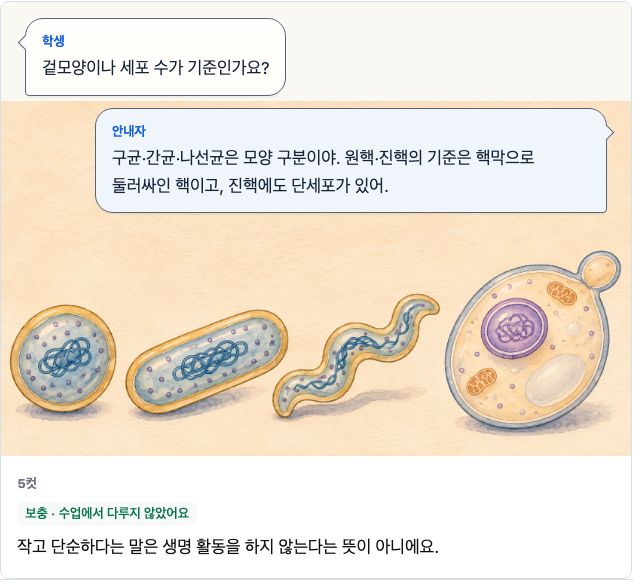 학생
겉모양이나 세포 수가 기준인가요?
안내자
구균·간균·나선균은 모양 구분이야. 원핵·진핵의 기준은 핵막으로
둘러싸인 핵이고, 진핵에도 단세포가 있어.
5컷
보충 · 수업에서 다루지 않았어요
작고 단순하다는 말은 생명 활동을 하지 않는다는 뜻이 아니에요.